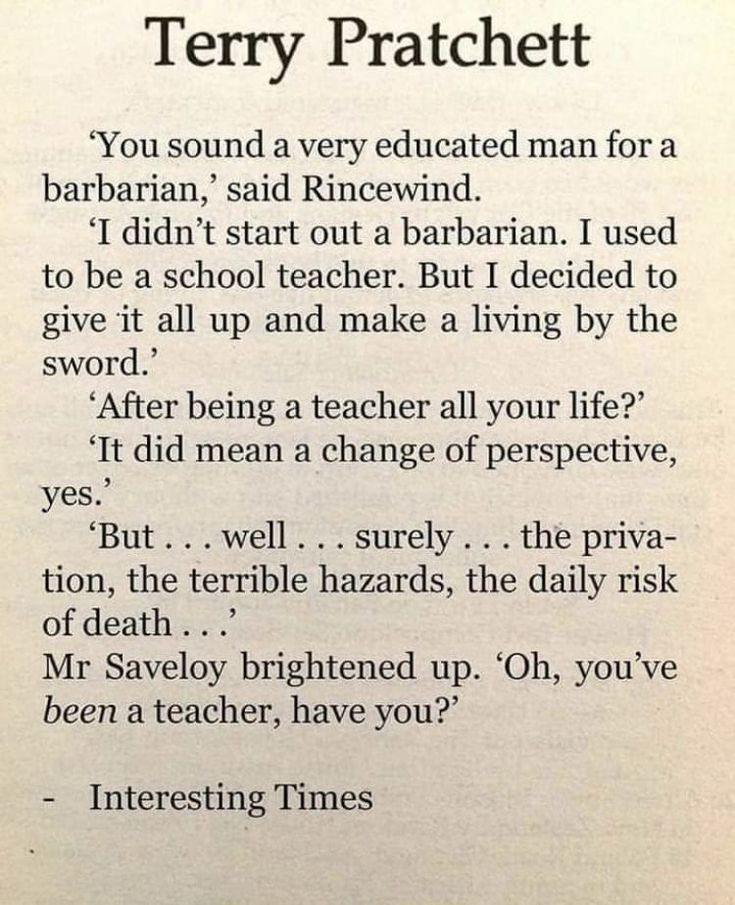 Terry Pratchett
‘You sound a very educated man for a
barbarian,’ said Rincewind.
‘I didn’t start out a barbarian. I used
to be a school teacher. But I decided to
give it all up and make a living by the
sword.’
‘After being a teacher all your life?’
‘It did mean a change of perspective,
yes.’
‘But . . . well . . . surely . . . the priva-
tion, the terrible hazards, the daily risk
of death . . .’
Mr Saveloy brightened up. ‘Oh, you’ve
been a teacher, have you?’
- Interesting Times